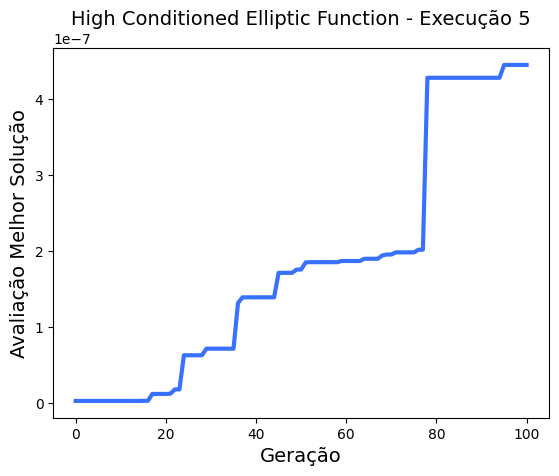 High Conditioned Elliptic Function - Execução 5
1e−7
Avaliação Melhor Solução
4
3
2
1
0
0 20 40 60 80 100
Geração